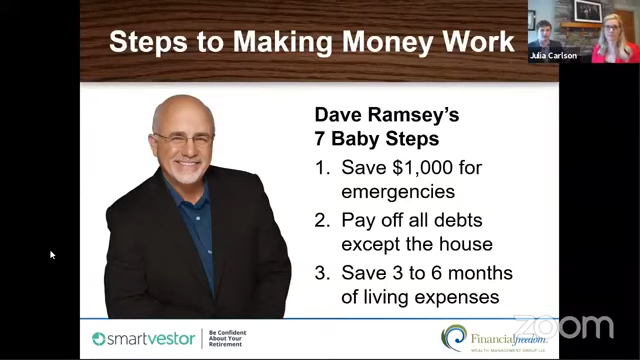 Steps to Making Money Work
Julia Carlson
Dave Ramsey's
7 Baby Steps
1. Save $1,000 for
emergencies
2. Pay off all debts
except the house
3. Save 3 to 6 months
of living expenses
smartvestor
Be Confident
About Your
Retirement
Financialfreedom
WEALTH MANAGEMENT GROUP LLC
zoom